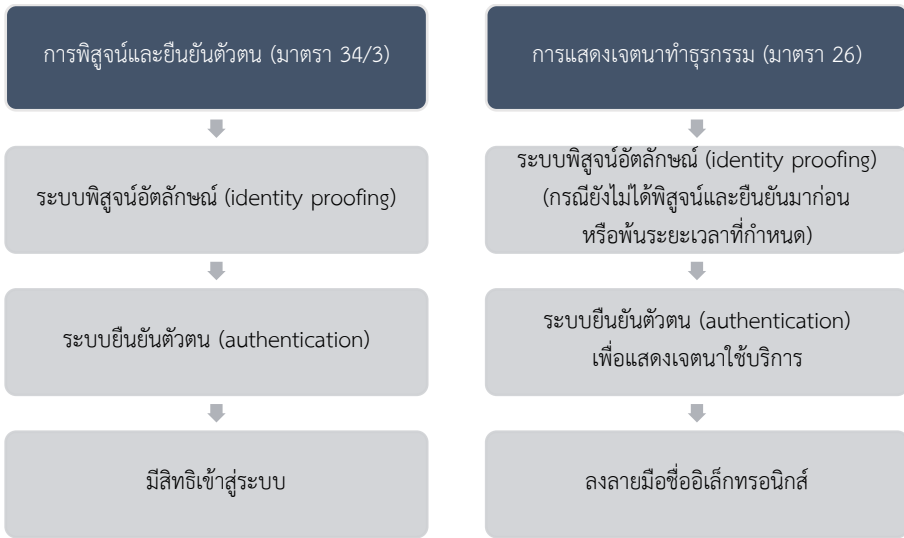 การพิสูจน์และยืนยันตัวตน (มาตรา 34/3)
ระบบพิสูจน์อัตลักษณ์ (identity proofing)
ระบบยืนยันตัวตน (authentication)
มีสิทธิเข้าสู่ระบบ
การแสดงเจตนาทำธุรกรรม (มาตรา 26)
ระบบพิสูจน์อัตลักษณ์ (identity proofing)
(กรณียังไม่ได้พิสูจน์และยืนยันมาก่อน
หรือพ้นระยะเวลาที่กำหนด)
ระบบยืนยันตัวตน (authentication)
เพื่อแสดงเจตนาใช้บริการ
ลงลายมือชื่ออิเล็กทรอนิกส์